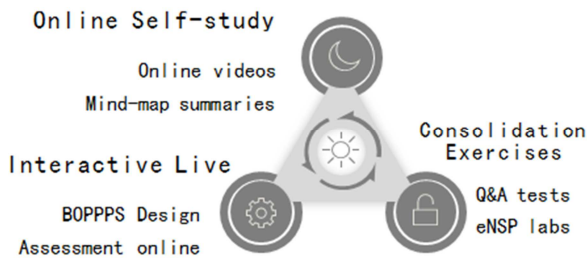 Online Self-study
Online videos
Mind-map summaries
Interactive Live
BOPPPS Design
Assessment online
Consolidation
Exercises
Q&A tests
eNSP labs